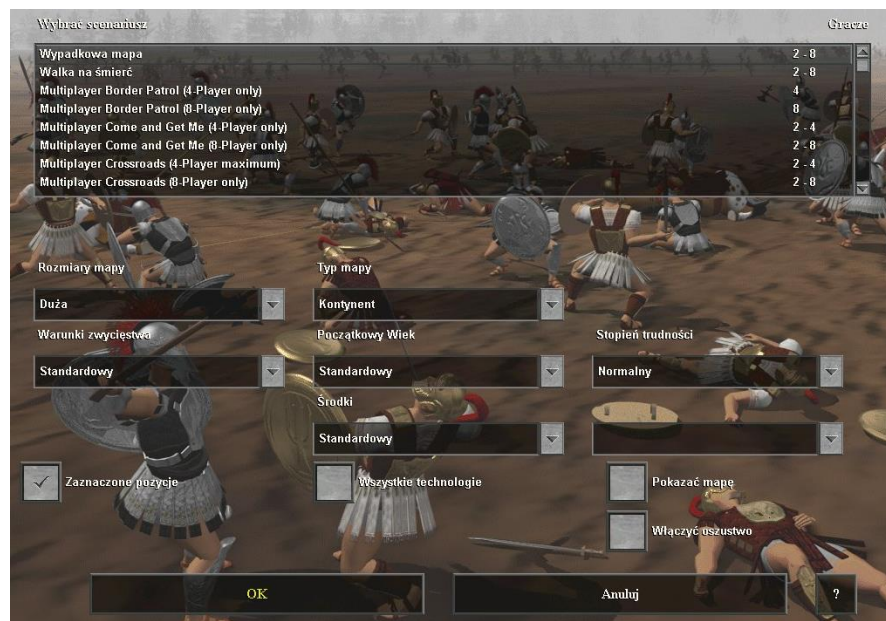 Wybrać scenariusz Gracze
Wypadkowa mapa 2 - 8
Walka na śmierć 2 - 8
Multiplayer Border Patrol (4-Player only) 4
Multiplayer Border Patrol (8-Player only) 8
Multiplayer Come and Get Me (4-Player only) 2 - 4
Multiplayer Come and Get Me (8-Player only) 2 - 8
Multiplayer Crossroads (4-Player maximum) 2 - 4
Multiplayer Crossroads (8-Player only) 2 - 8
Rozmiary mapy Typ mapy
Duża Kontynent
Warunki zwycięstwa Początkowy Wiek Stopień trudności
Standardowy Standardowy Normalny
Środki
Standardowy
Zaznaczone pozycje Wszystkie technologie Pokazać mapę
Włączyć oszustwo
OK Anuluj ?